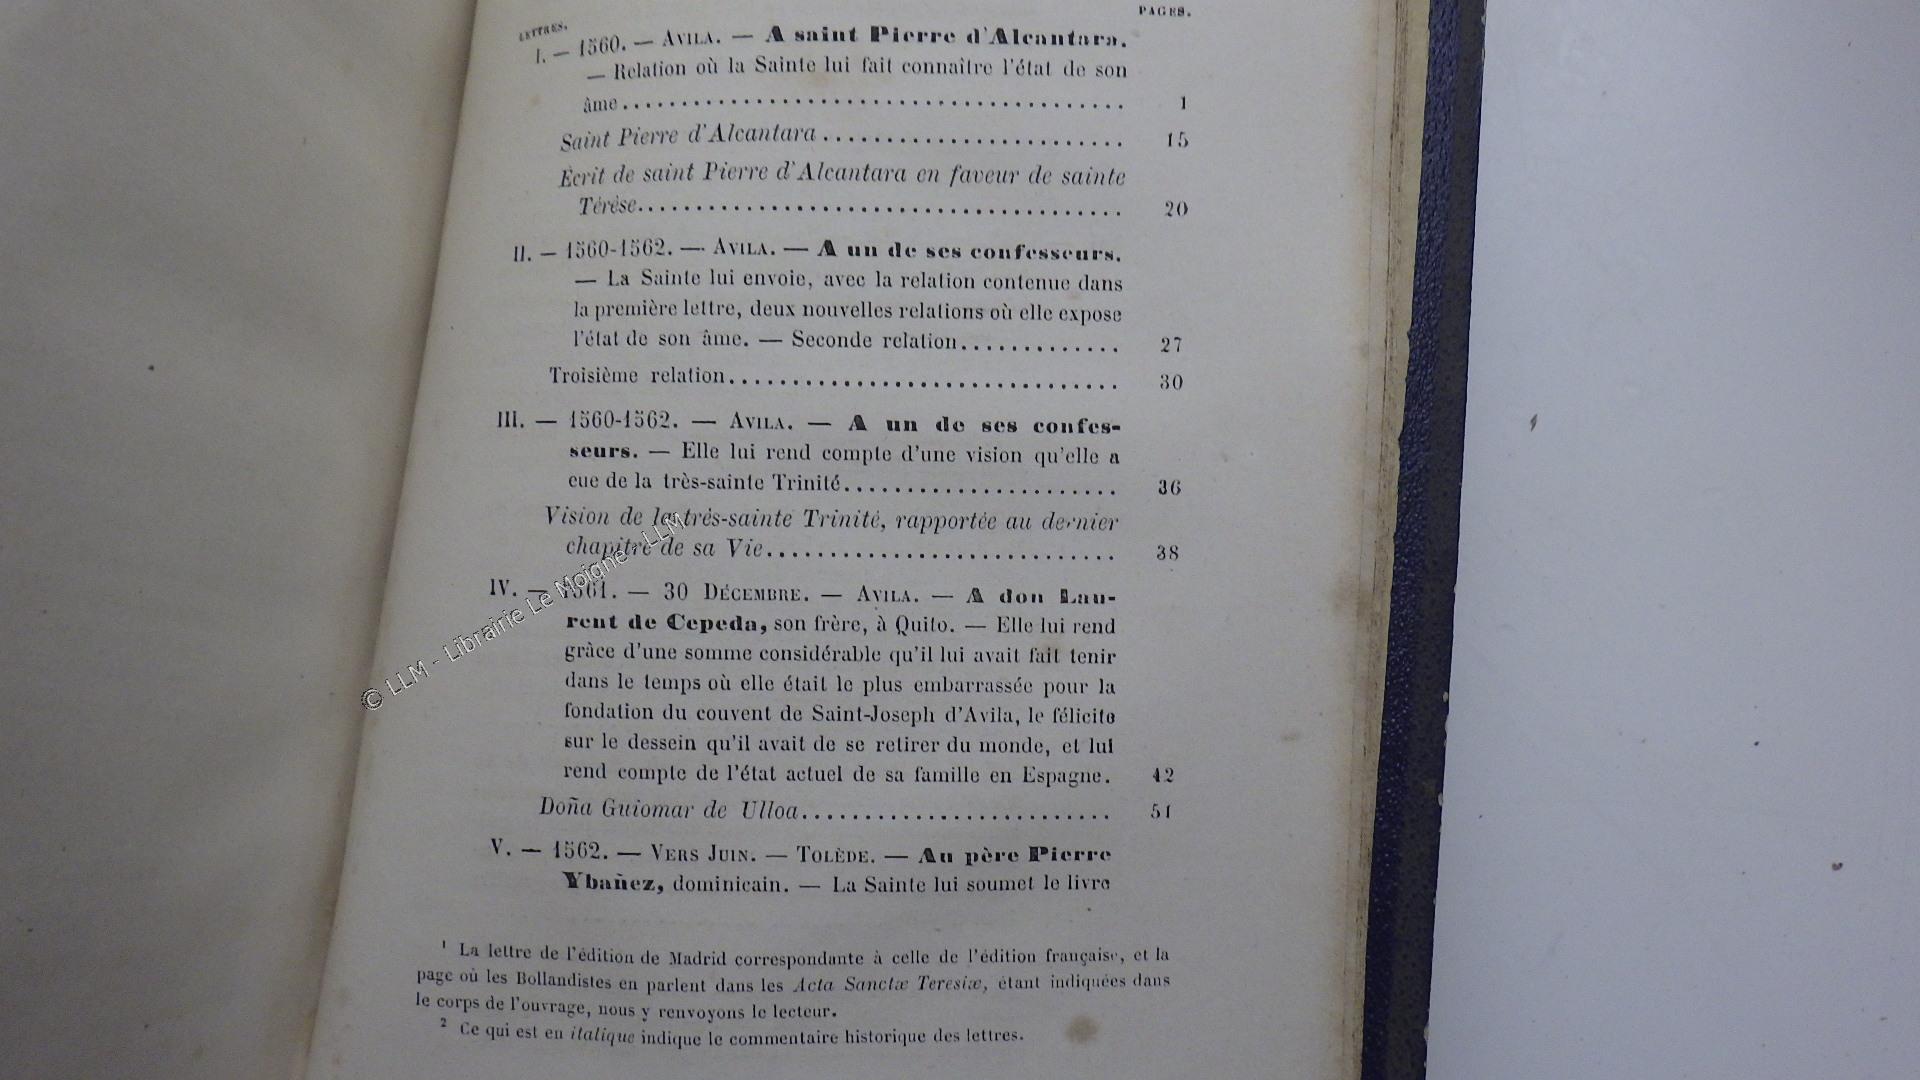 LETTRES. PAGES.
I. — 1560. — AVILA. — A saint Pierre d'Alcantara.
— Relation où la Sainte lui fait connaître l'état de son
âme........................................ 1
Saint Pierre d'Alcantara........................ 15
Écrit de saint Pierre d'Alcantara en faveur de sainte
Térèse....................................... 20
II. — 1560-1562. — AVILA. — A un de ses confesseurs.
— La Sainte lui envoie, avec la relation contenue dans
la première lettre, deux nouvelles relations où elle expose
l'état de son âme. — Seconde relation............. 27
Troisième relation............................... 30
III. — 1560-1562. — AVILA. — A un de ses confes-
seurs. — Elle lui rend compte d'une vision qu'elle a
eue de la très-sainte Trinité...................... 36
Vision de la très-sainte Trinité, rapportée au dernier
chapitre de sa Vie............................ 38
IV. — 1561. — 30 DÉCEMBRE. — AVILA. — A don Lau-
rent de Cepeda, son frère, à Quito. — Elle lui rend
grâce d'une somme considérable qu'il lui avait fait tenir
dans le temps où elle était le plus embarrassée pour la
fondation du couvent de Saint-Joseph d'Avila, le félicite
sur le dessein qu'il avait de se retirer du monde, et lui
rend compte de l'état actuel de sa famille en Espagne. 42
Doña Guiomar de Ulloa......................... 51
V. — 1562. — VERS JUIN. — TOLÈDE. — Au père Pierre
Ybañez, dominicain. — La Sainte lui soumet le livre
1 La lettre de l'édition de Madrid correspondante à celle de l'édition française, et la
page où les Bollandistes en parlent dans les Acta Sanctæ Teresiæ, étant indiquées dans
le corps de l'ouvrage, nous y renvoyons le lecteur.
2 Ce qui est en italique indique le commentaire historique des lettres.
© LLM - Librairie Le Moigne - LLM